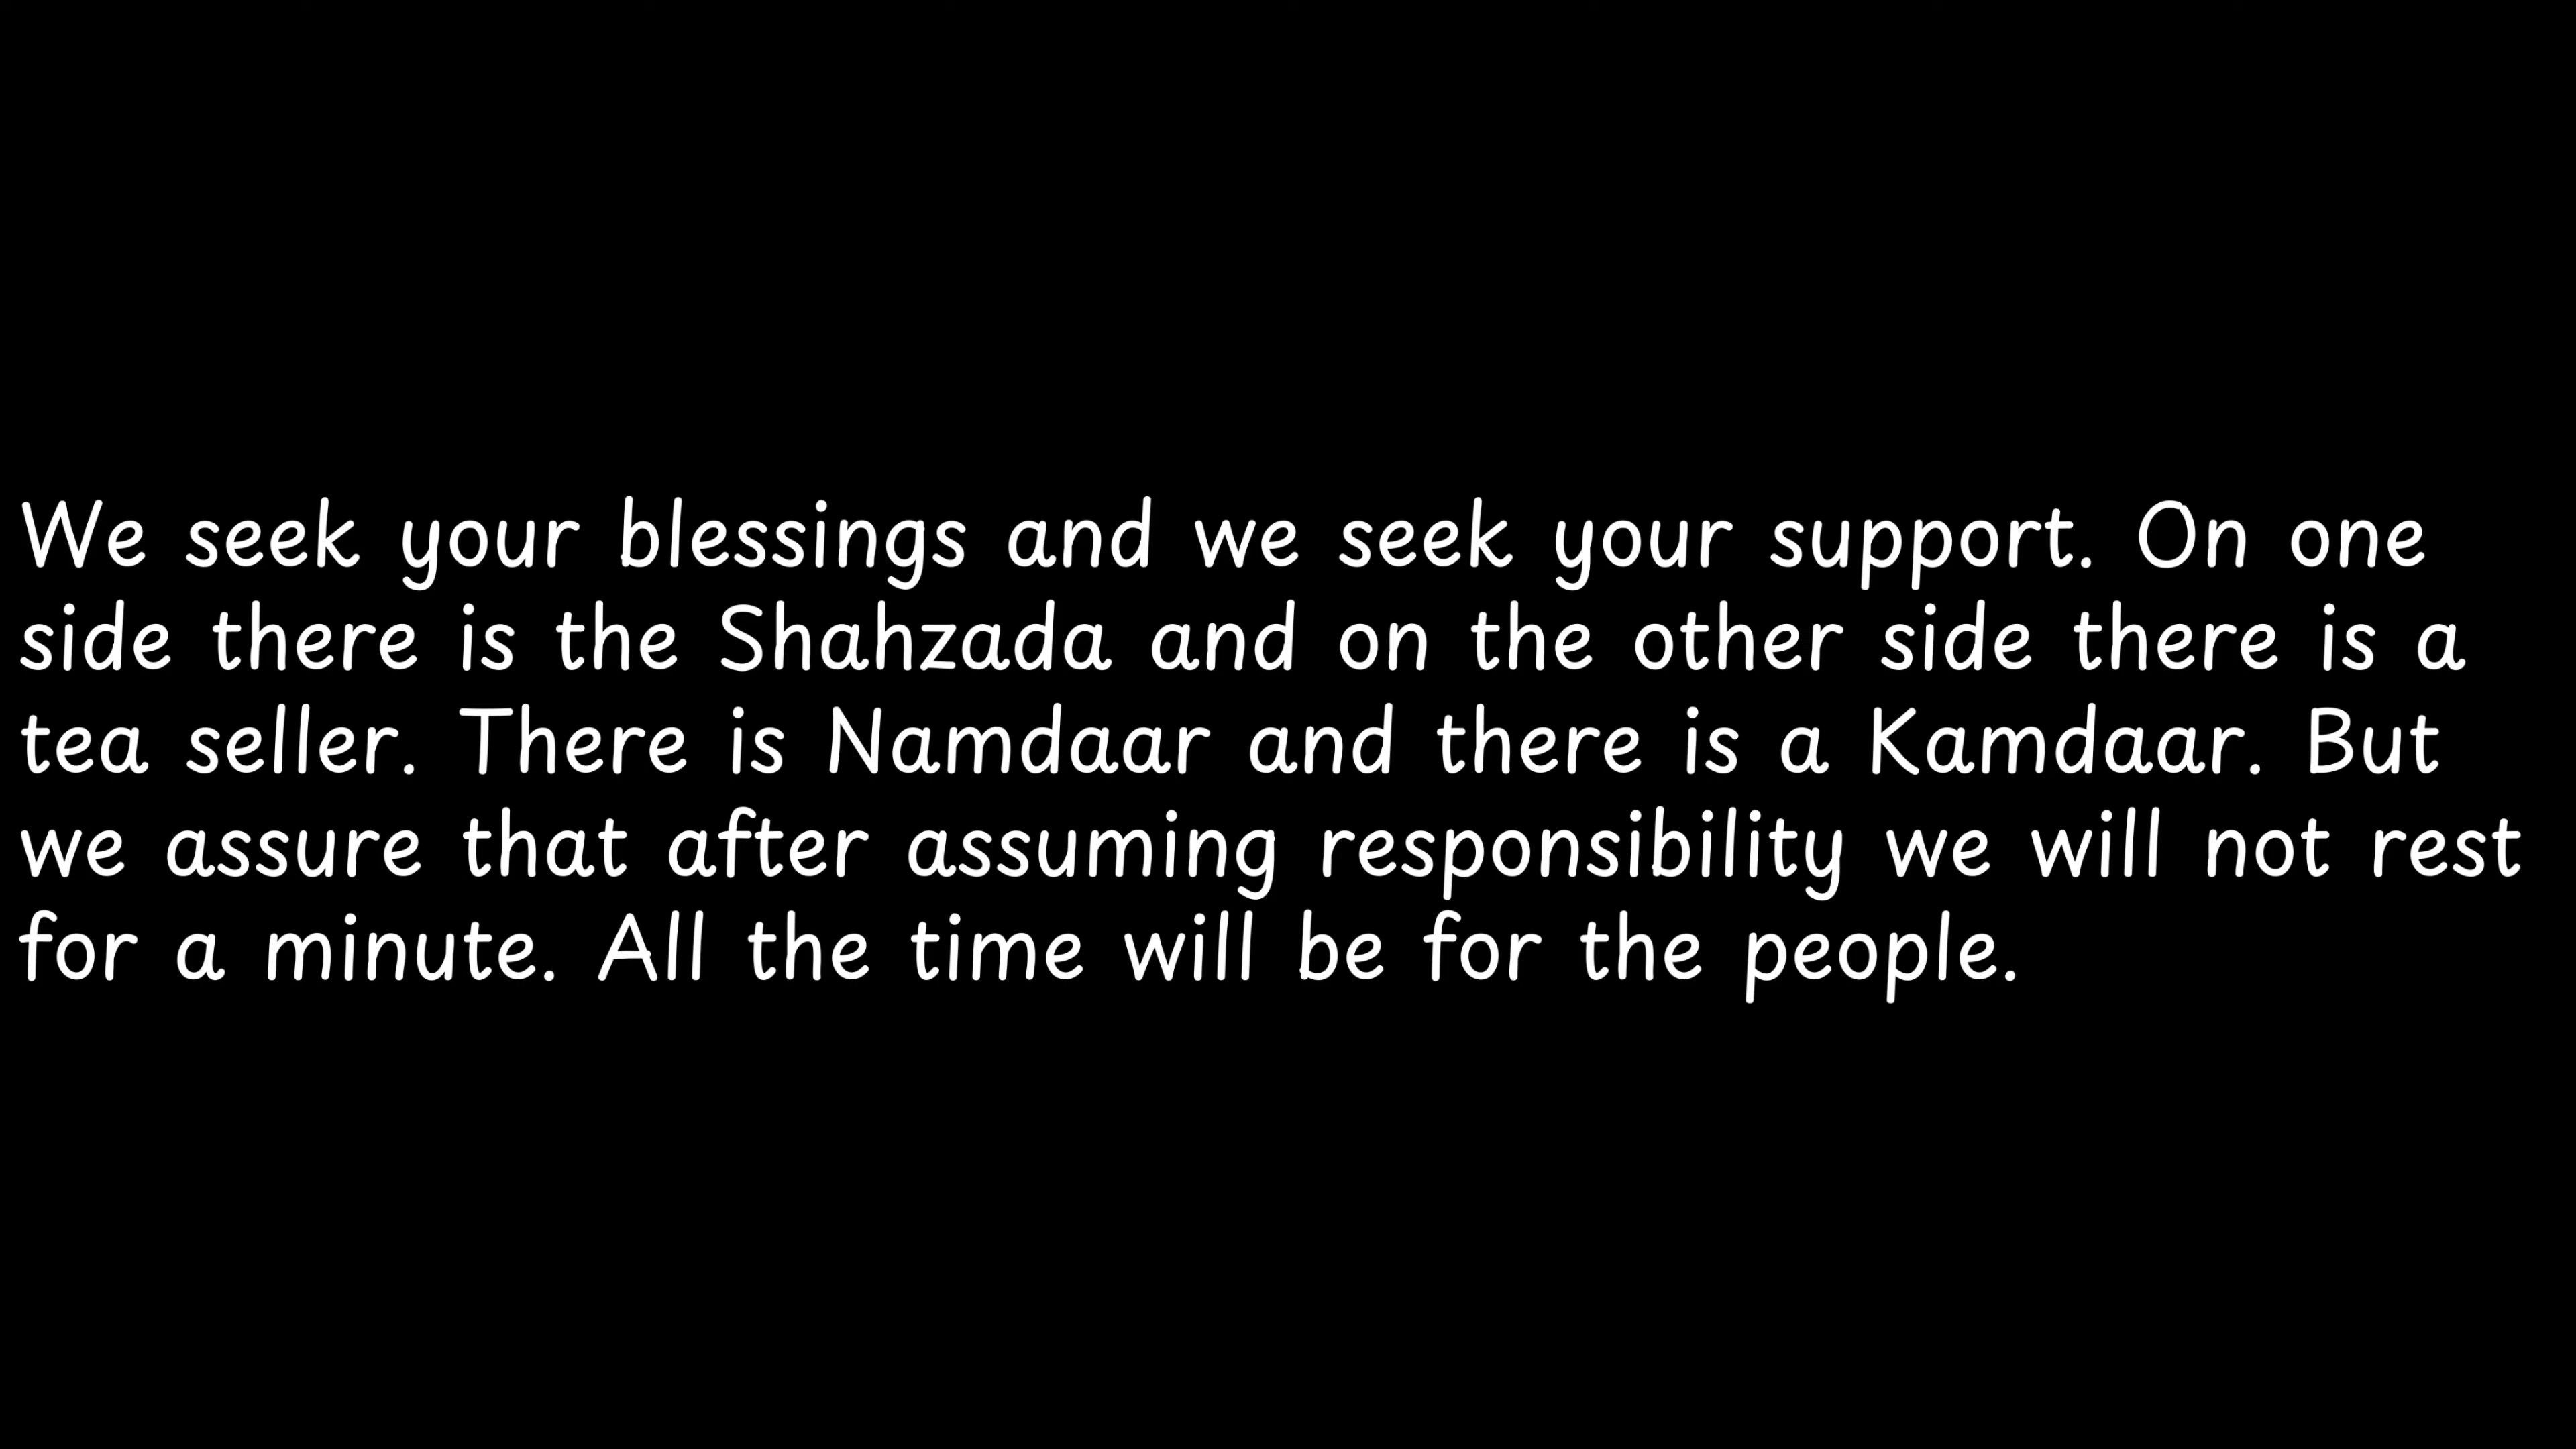 We seek your blessings and we seek your support. On one
side there is the Shahzada and on the other side there is a
tea seller. There is Namdaar and there is a Kamdaar. But
we assure that after assuming responsibility we will not rest
for a minute. All the time will be for the people.